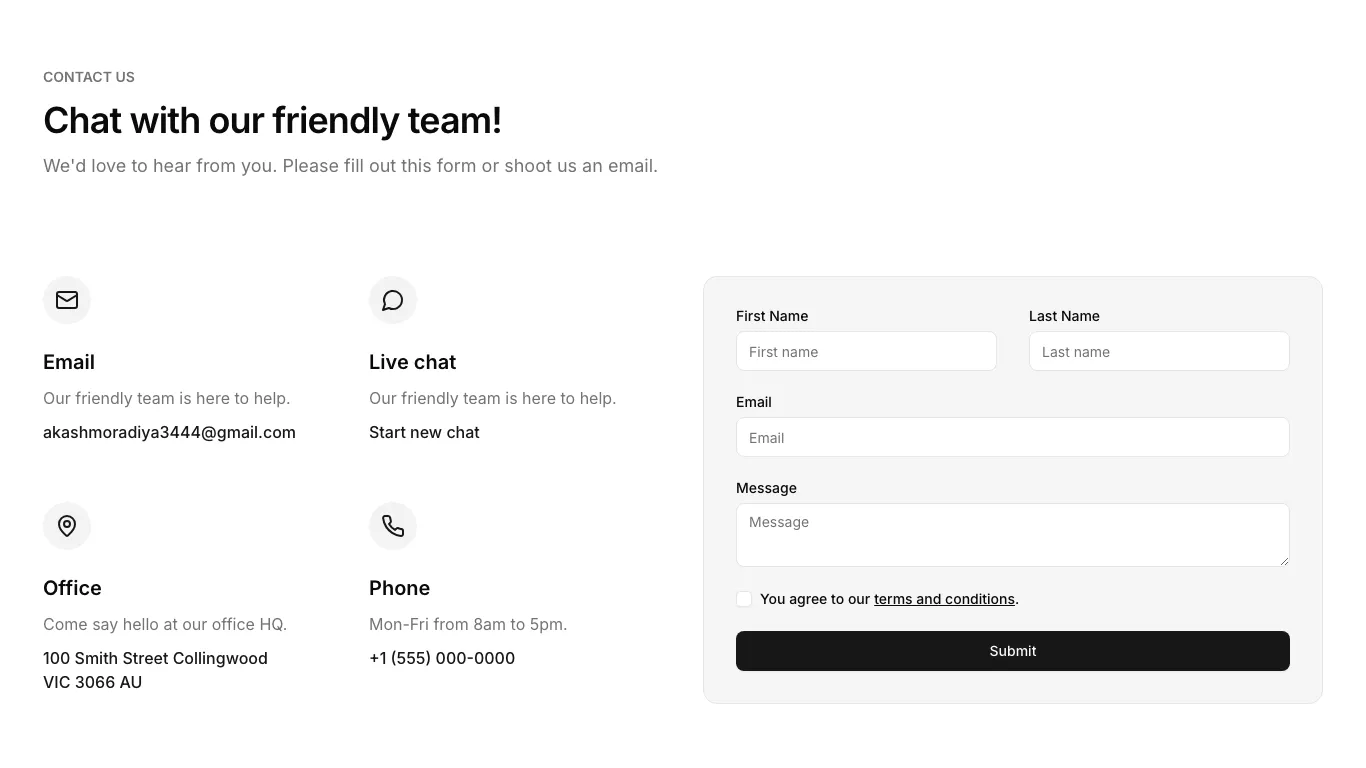 CONTACT US
Chat with our friendly team!
We'd love to hear from you. Please fill out this form or shoot us an email.
Email
Our friendly team is here to help.
akashmoradiya3444@gmail.com
Live chat
Our friendly team is here to help.
Start new chat
Office
Come say hello at our office HQ.
100 Smith Street Collingwood
VIC 3066 AU
Phone
Mon-Fri from 8am to 5pm.
+1 (555) 000-0000
First Name
First name
Last Name
Last name
Email
Email
Message
Message
You agree to our terms and conditions.
Submit